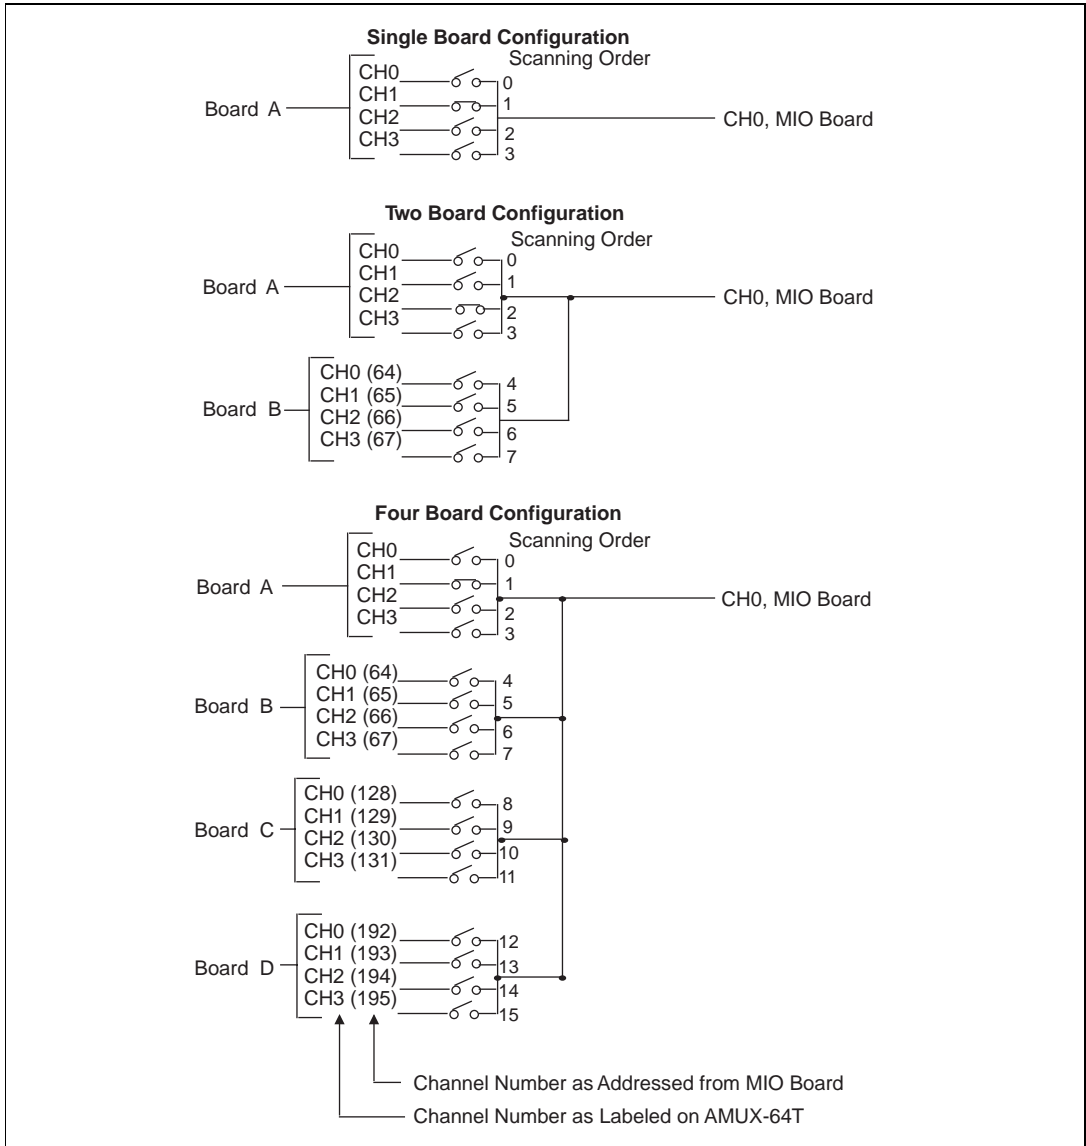 Single Board Configuration
Scanning Order
CH0
0
CH1
1
Board A
CH0, MIO Board
CH2
2
CH3
3
Two Board Configuration
Scanning Order
CH0
0
CH1
1
Board A
CH2
CH0, MIO Board
2
CH3
3
CH0 (64)
4
CH1 (65)
5
Board B
CH2 (66)
6
CH3 (67)
7
Four Board Configuration
Scanning Order
CH0
0
CH1
1
Board A
CH2
CH0, MIO Board
2
CH3
3
CH0 (64)
4
CH1 (65)
5
Board B
CH2 (66)
6
CH3 (67)
7
CH0 (128)
8
CH1 (129)
9
Board C
CH2 (130)
10
CH3 (131)
11
CH0 (192)
12
CH1 (193)
13
Board D
CH2 (194)
14
CH3 (195)
15
Channel Number as Addressed from MIO Board
Channel Number as Labeled on AMUX-64T